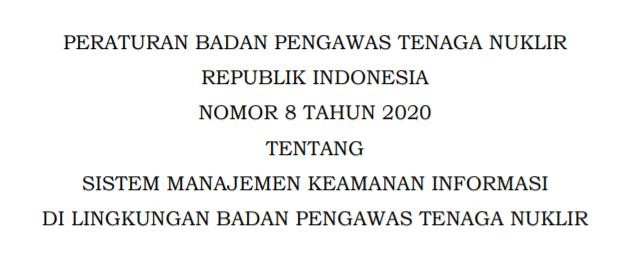 PERATURAN BADAN PENGAWAS TENAGA NUKLIR
REPUBLIK INDONESIA
NOMOR 8 TAHUN 2020
TENTANG
SISTEM MANAJEMEN KEAMANAN INFORMASI
DI LINGKUNGAN BADAN PENGAWAS TENAGA NUKLIR